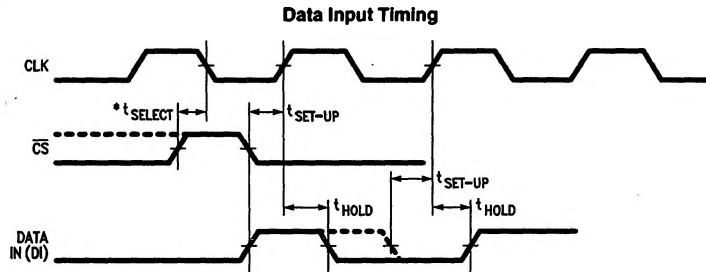 Data Input Timing
CLK
*tSELECT
tSET-UP
CS
tSET-UP
tHOLD
tHOLD
DATA
IN (DI)